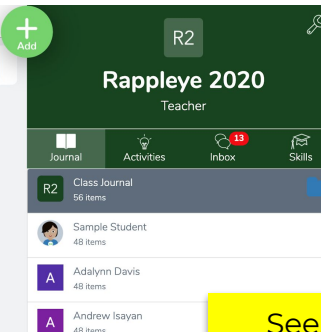 Add
R2
Rappleye 2020
Teacher
Journal
Activities
13
Inbox
Skills
R2
Class Journal
56 items
Sample Student
48 items
A
Adalynn Davis
48 items
A
Andrew Isayan
48 items
See